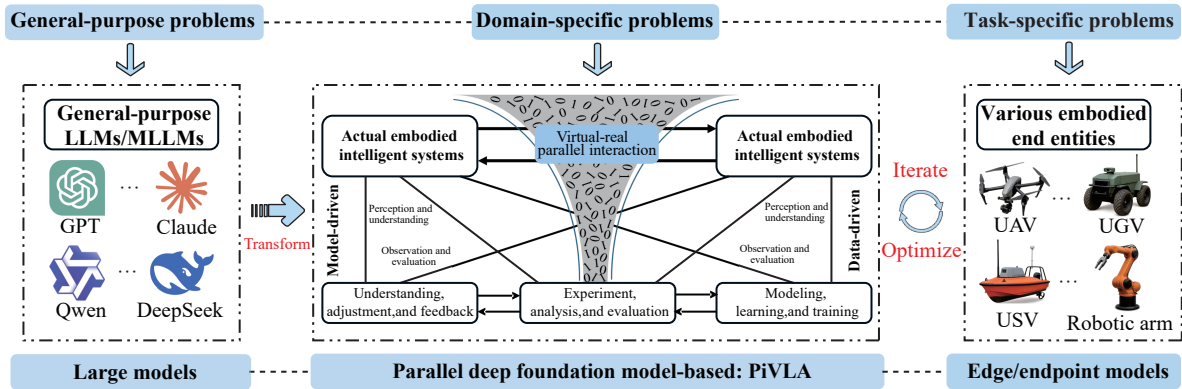 General-purpose problems
Domain-specific problems
Task-specific problems
General-purpose
LLMs/MLLMs
GPT
...
Claude
Qwen
...
DeepSeek
Transform
Actual embodied
intelligent systems
Virtual-real
parallel interaction
Actual embodied
intelligent systems
Model-driven
Perception and
understanding
Observation and
evaluation
Perception and
understanding
Observation and
evaluation
Data-driven
Understanding,
adjustment,and feedback
Experiment,
analysis,and evaluation
Modeling,
learning,and training
Iterate
Optimize
Various embodied
end entities
UAV
...
UGV
USV
...
Robotic arm
Large models
Parallel deep foundation model-based: PiVLA
Edge/endpoint models